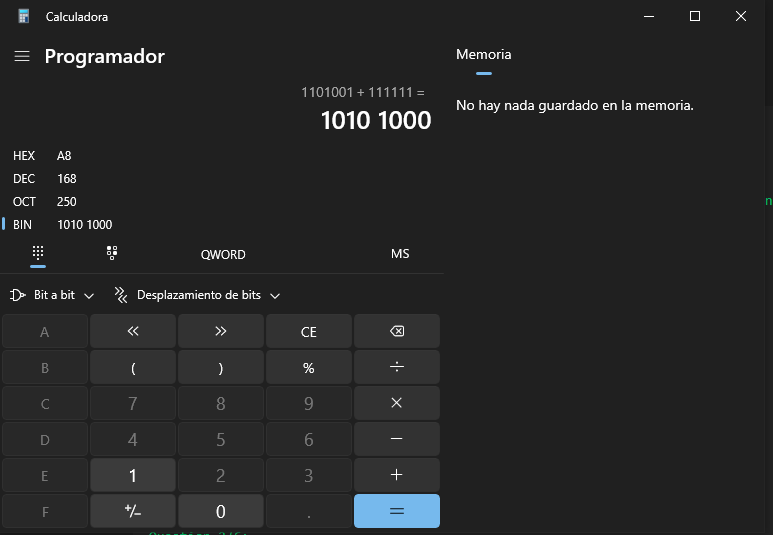 Calculadora
Programador
1101001 + 111111 =
1010 1000
HEX A8
DEC 168
OCT 250
BIN 1010 1000
QWORD MS
Bit a bit Desplazamiento de bits
A « » CE
B ( ) % ÷
C 7 8 9 ×
D 4 5 6 −
E 1 2 3 +
F +/− 0 . =
Memoria
No hay nada guardado en la memoria.
n